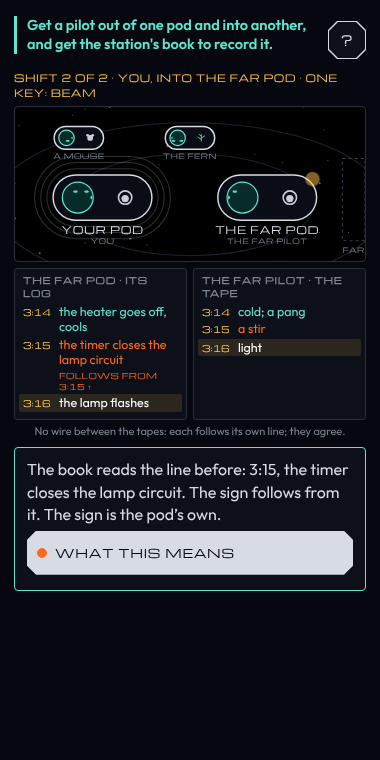 Get a pilot out of one pod and into another,
and get the station's book to record it.
?
SHIFT 2 OF 2 · YOU, INTO THE FAR POD · ONE
KEY: BEAM
A MOUSE
THE FERN
YOUR POD
YOU
THE FAR POD
THE FAR PILOT
FAR
THE FAR POD · ITS
LOG
3:14 the heater goes off,
cools
3:15 the timer closes the
lamp circuit
FOLLOWS FROM
3:15 ↑
3:16 the lamp flashes
THE FAR PILOT · THE
TAPE
3:14 cold; a pang
3:15 a stir
3:16 light
No wire between the tapes: each follows its own line; they agree.
The book reads the line before: 3:15, the timer
closes the lamp circuit. The sign follows from
it. The sign is the pod's own.
WHAT THIS MEANS